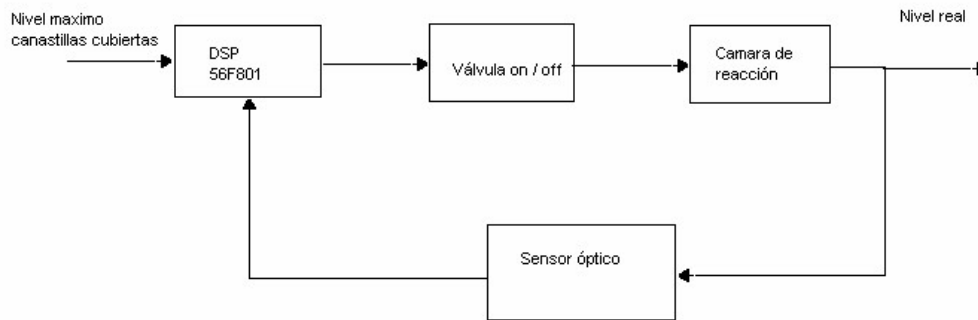 Nivel maximo
canastillas cubiertas
DSP
56F801
Válvula on / off
Camara de
reacción
Nivel real
Sensor óptico